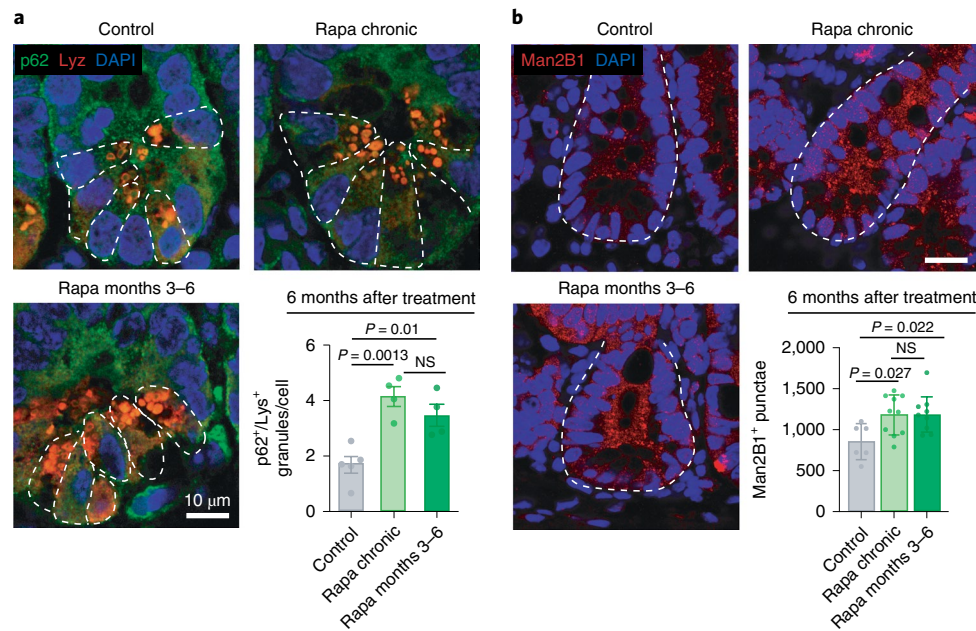 a
Control
Rapa chronic
p62 Lyz DAPI
Rapa months 3–6
10 μm
6 months after treatment
P = 0.01
P = 0.0013
NS
6
4
2
0
p62⁺/Lys⁺
granules/cell
Control
Rapa chronic
Rapa months 3–6
b
Control
Rapa chronic
Man2B1 DAPI
Rapa months 3–6
6 months after treatment
P = 0.022
NS
P = 0.027
2,000
1,500
1,000
500
0
Man2B1⁺ punctae
Control
Rapa chronic
Rapa months 3–6